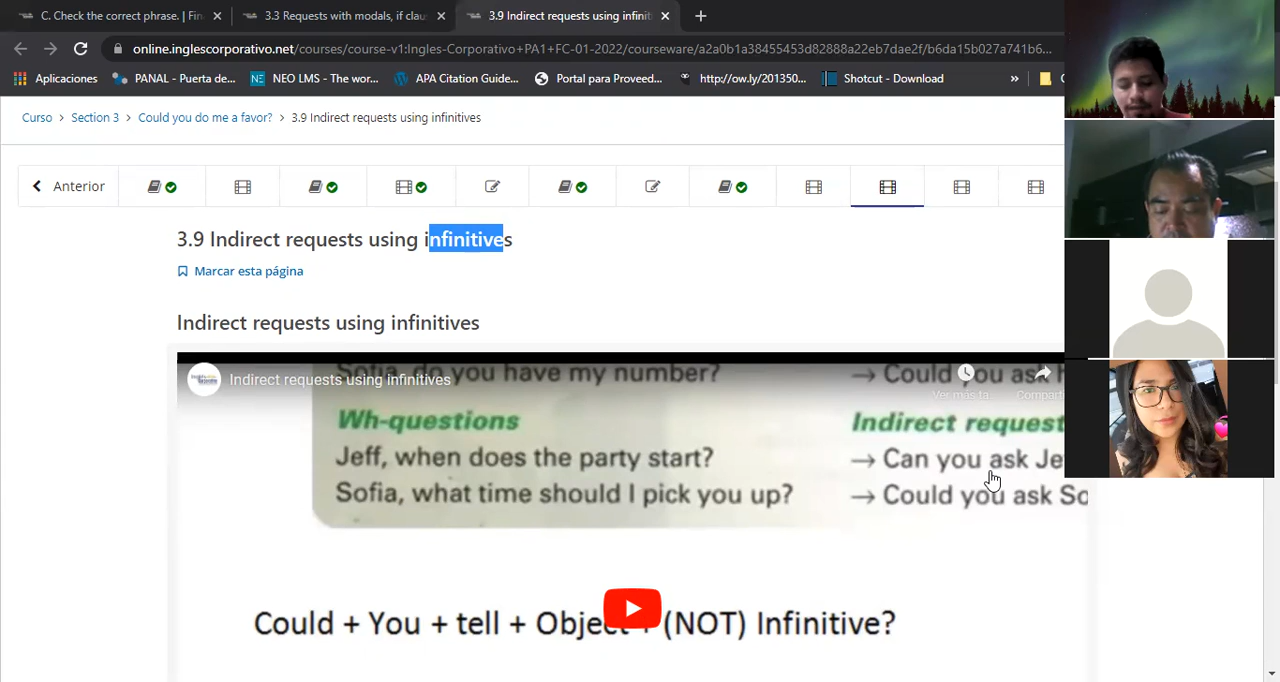 C. Check the correct phrase. | Fin
3.3 Requests with modals, if clau
3.9 Indirect requests using infinit
online.inglescorporativo.net/courses/course-v1:Ingles-Corporativo+PA1+FC-01-2022/courseware/a2a0b1a38455453d82888a22eb7dae2f/b6da15b027a741b6...
Aplicaciones
PANAL - Puerta de...
NEO LMS - The wor...
APA Citation Guide...
Portal para Proveed...
http://ow.ly/201350...
Shotcut - Download
»
Curso > Section 3 > Could you do me a favor? > 3.9 Indirect requests using infinitives
Anterior
3.9 Indirect requests using infinitives
Marcar esta página
Indirect requests using infinitives
Indirect requests using infinitives
Ver más ta...
Compart
Sofia, do you have my number? → Could you ask
Wh-questions Indirect request
Jeff, when does the party start? → Can you ask Je
Sofia, what time should I pick you up? → Could you ask So
Could + You + tell + Object + (NOT) Infinitive?